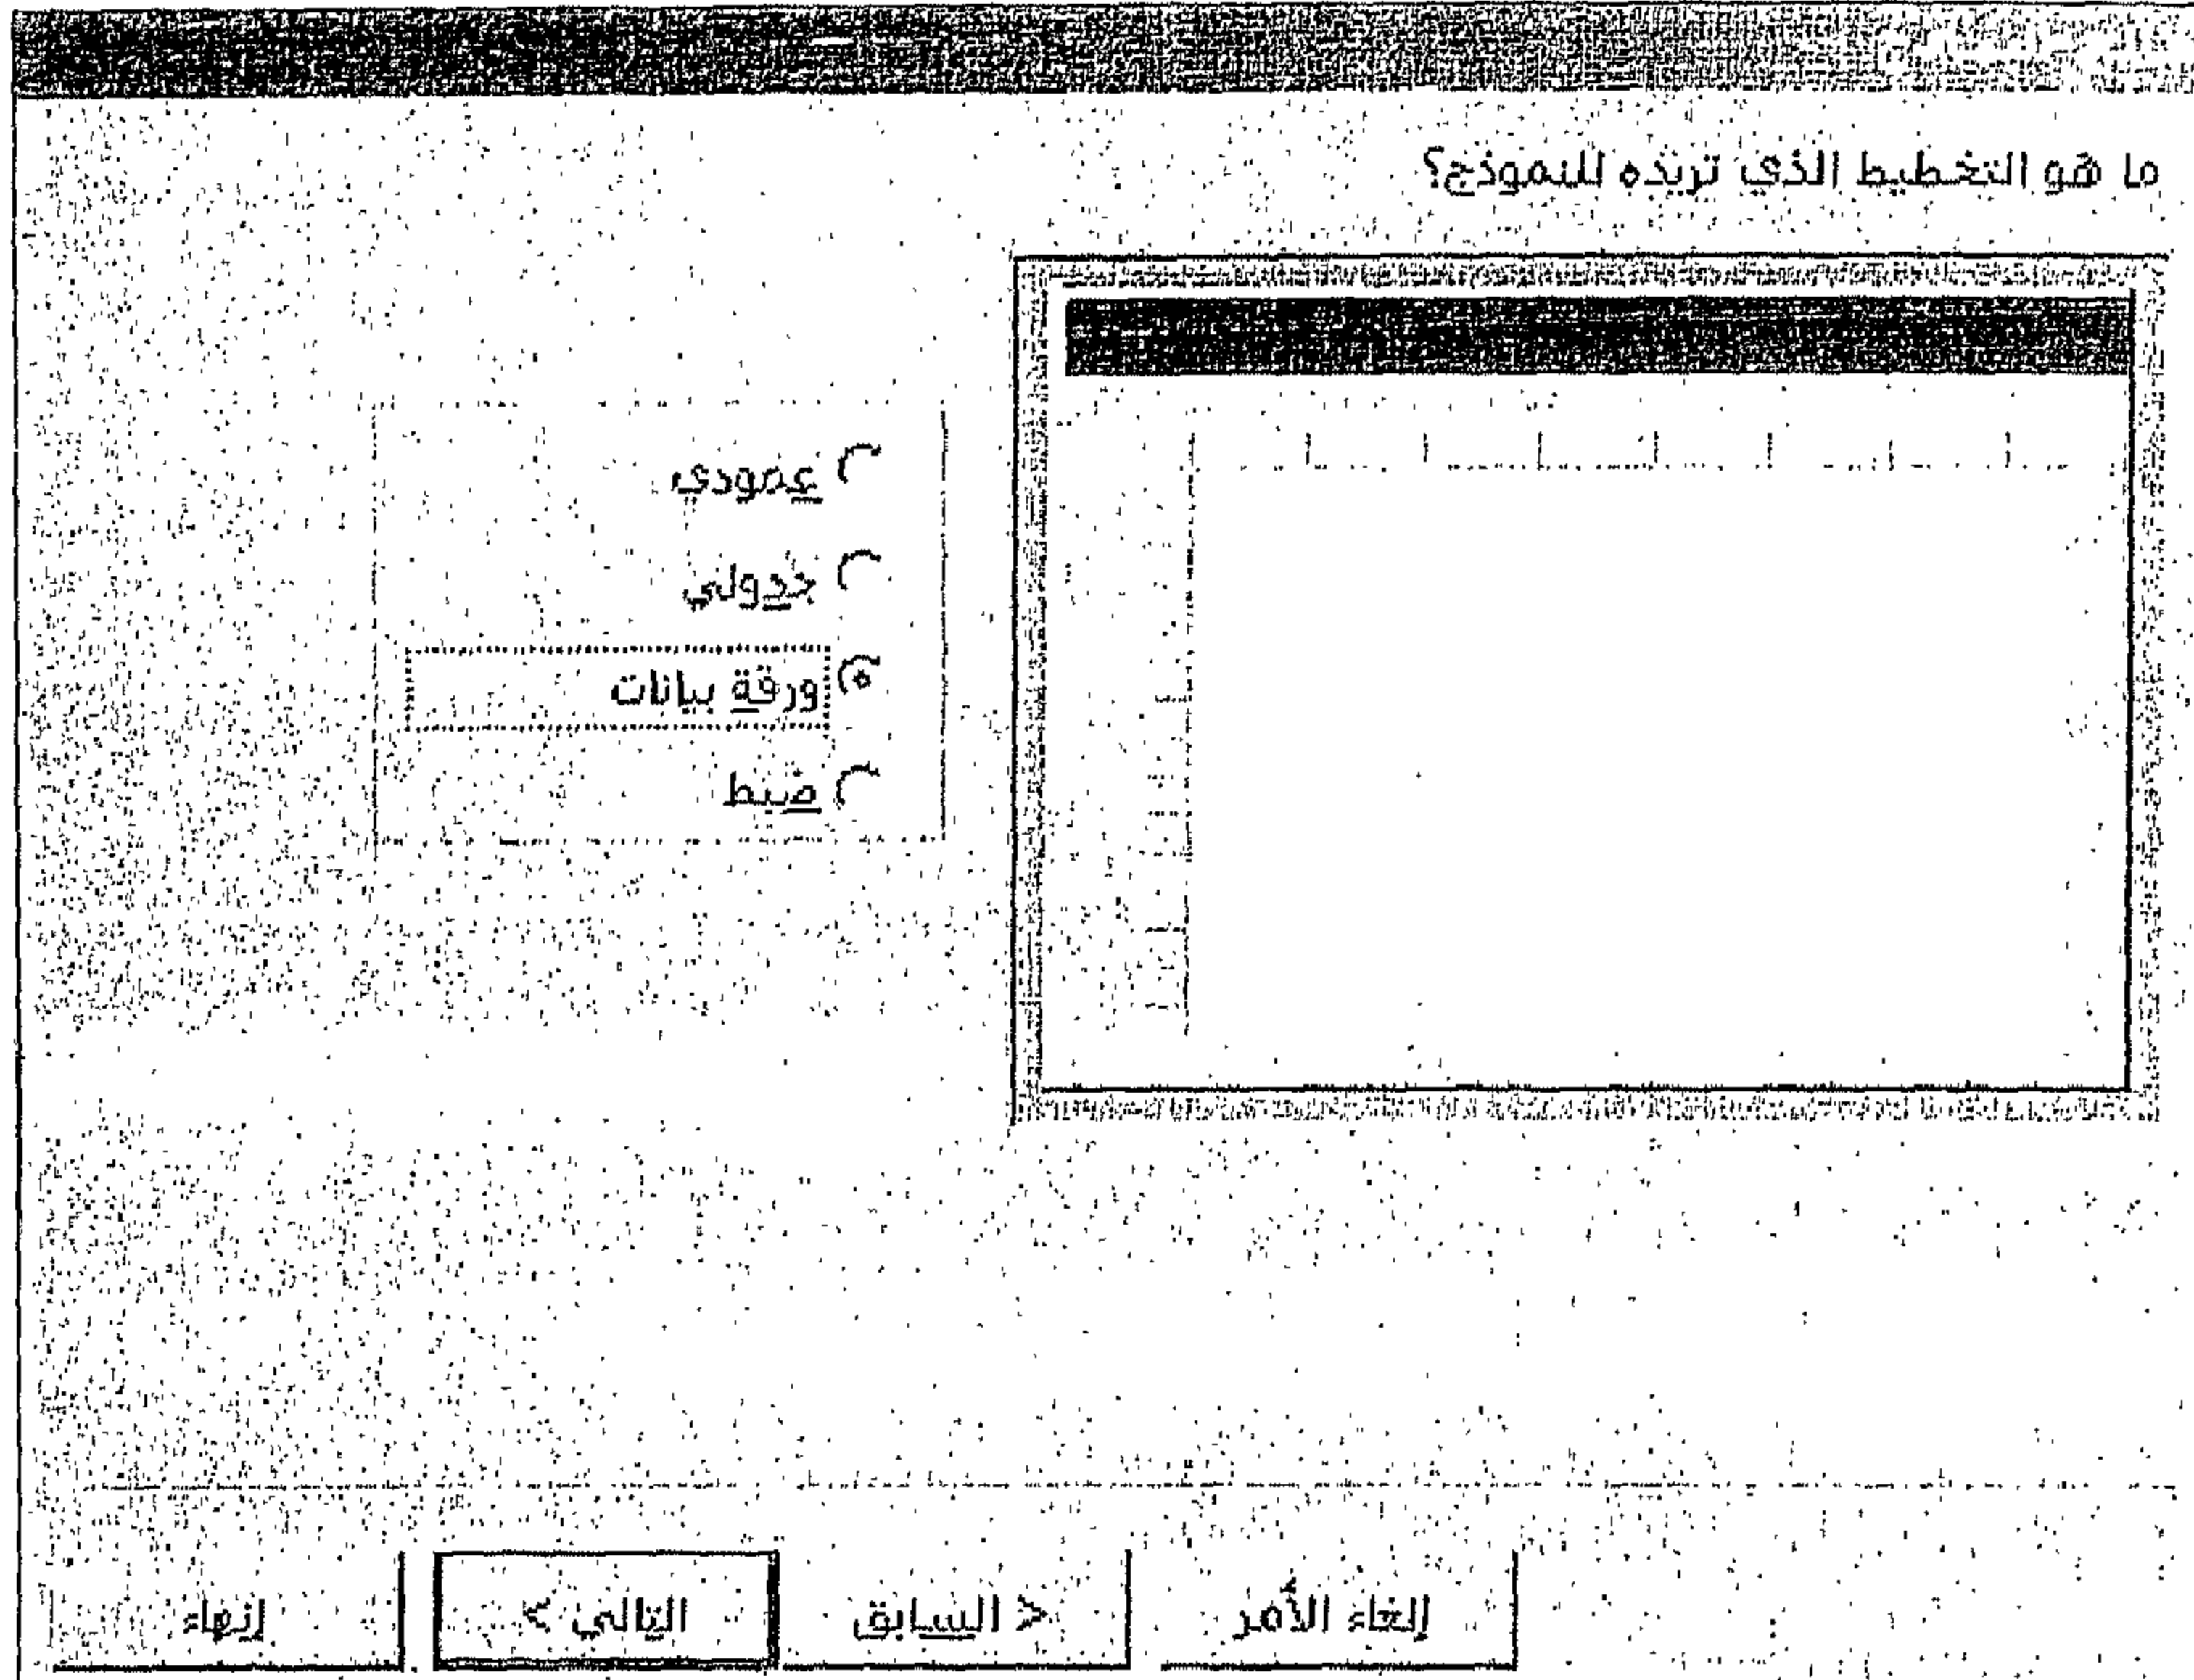 ما هو التخطيط الذي تريده للنموذج؟
عمودي
جدولي
ورقة بيانات
ضبط
إلغاء الأمر
< السابق
التالي >
إنهاء